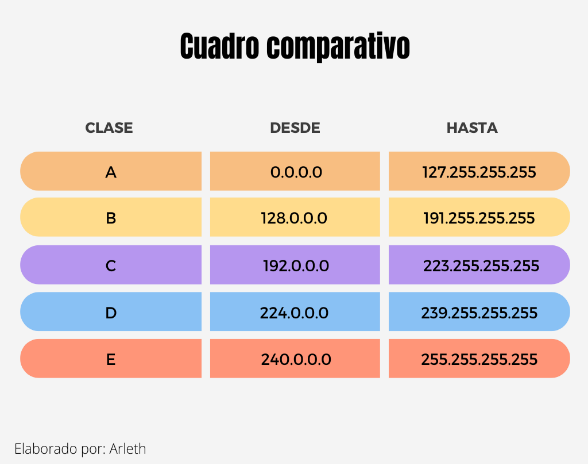 Cuadro comparativo
CLASE DESDE HASTA
A 0.0.0.0 127.255.255.255
B 128.0.0.0 191.255.255.255
C 192.0.0.0 223.255.255.255
D 224.0.0.0 239.255.255.255
E 240.0.0.0 255.255.255.255
Elaborado por: Arleth